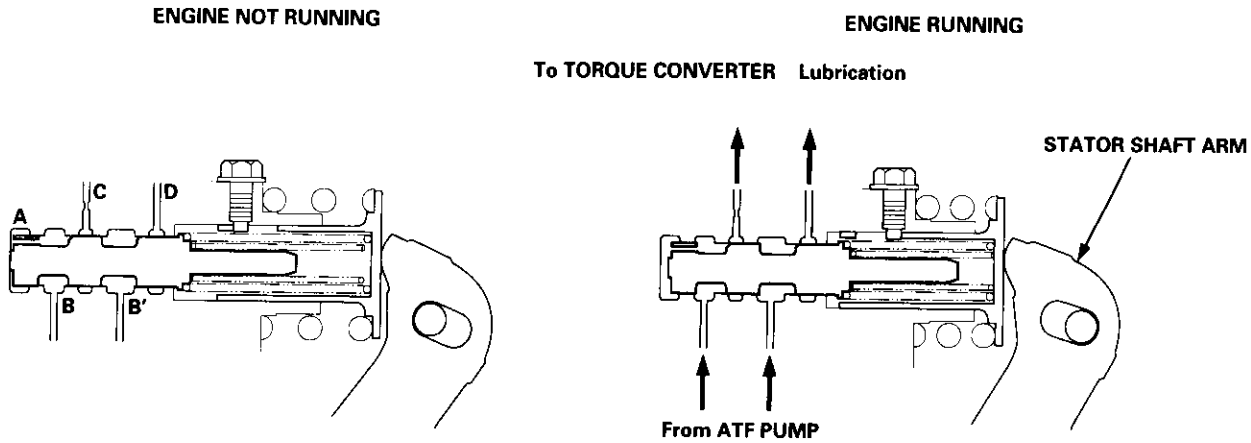 ENGINE NOT RUNNING
ENGINE RUNNING
To TORQUE CONVERTER Lubrication
STATOR SHAFT ARM
C D
A
B B'
From ATF PUMP